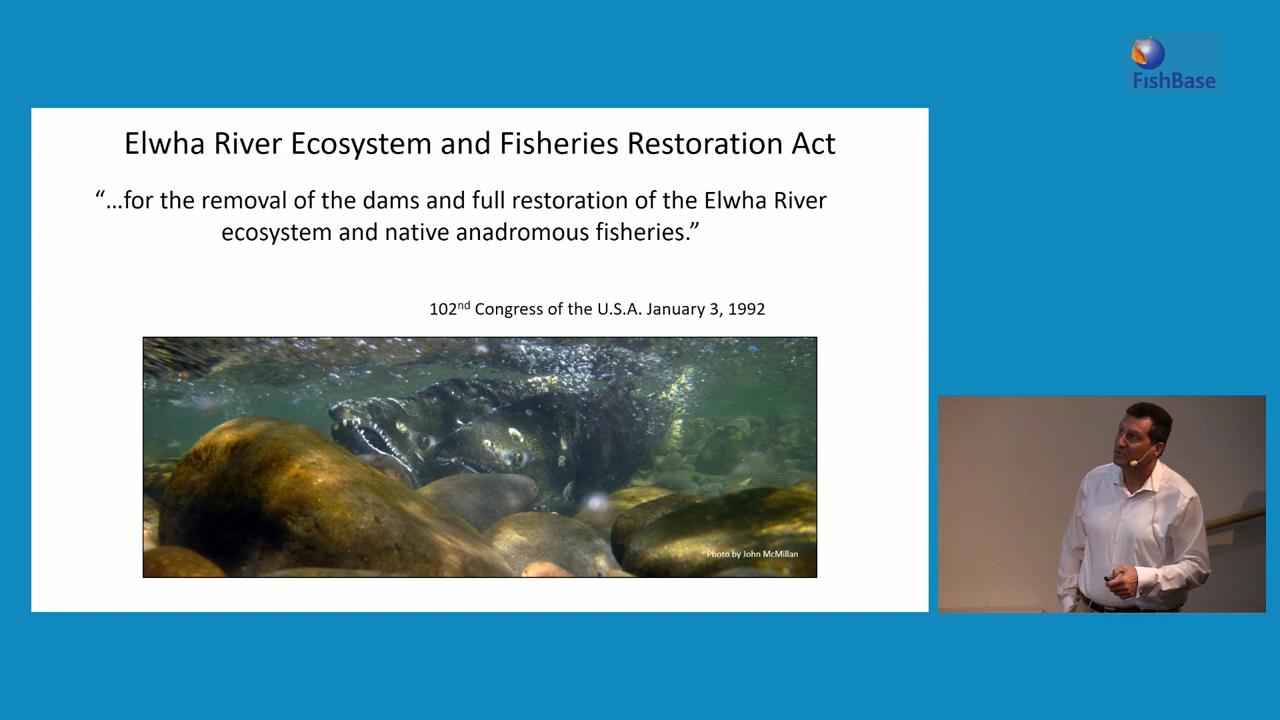 FishBase
Elwha River Ecosystem and Fisheries Restoration Act
“…for the removal of the dams and full restoration of the Elwha River
ecosystem and native anadromous fisheries.”
102nd Congress of the U.S.A. January 3, 1992
Photo by John McMillan